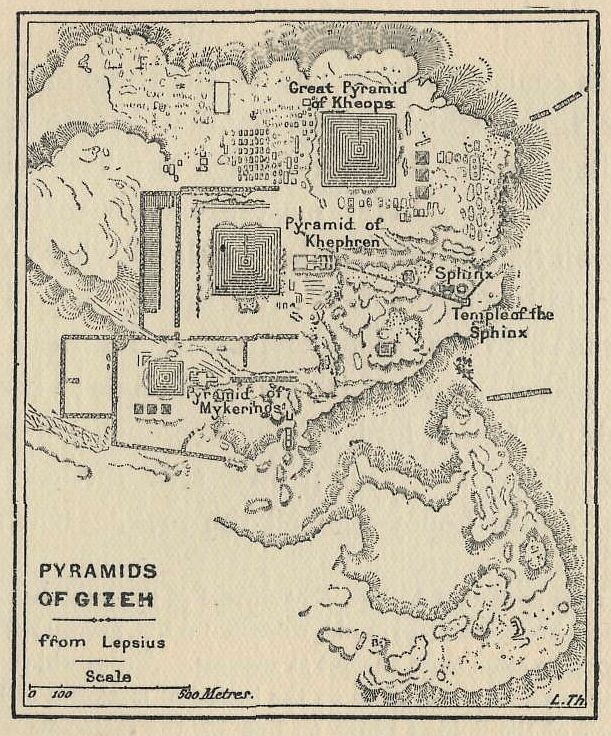 Great Pyramid
of Kheops
Pyramid of
Khephren
Sphinx
Temple of the
Sphinx
Pyramid of
Mykerinos
PYRAMIDS
OF GIZEH
from Lepsius
Scale
0 100 500 Metres.
L.Th.